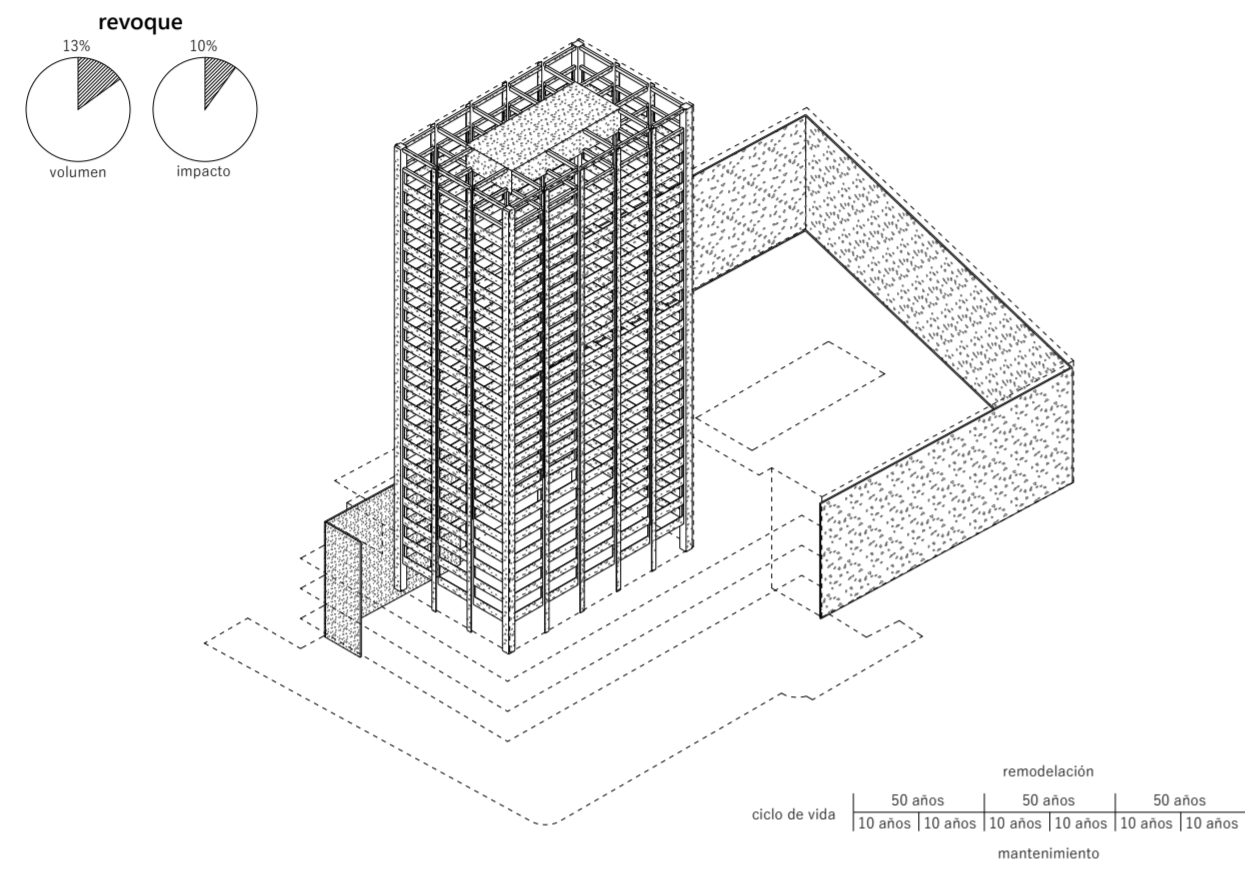 revoque
13% 10%
volumen impacto
remodelación
50 años 50 años 50 años
ciclo de vida
10 años 10 años 10 años 10 años 10 años 10 años
mantenimiento